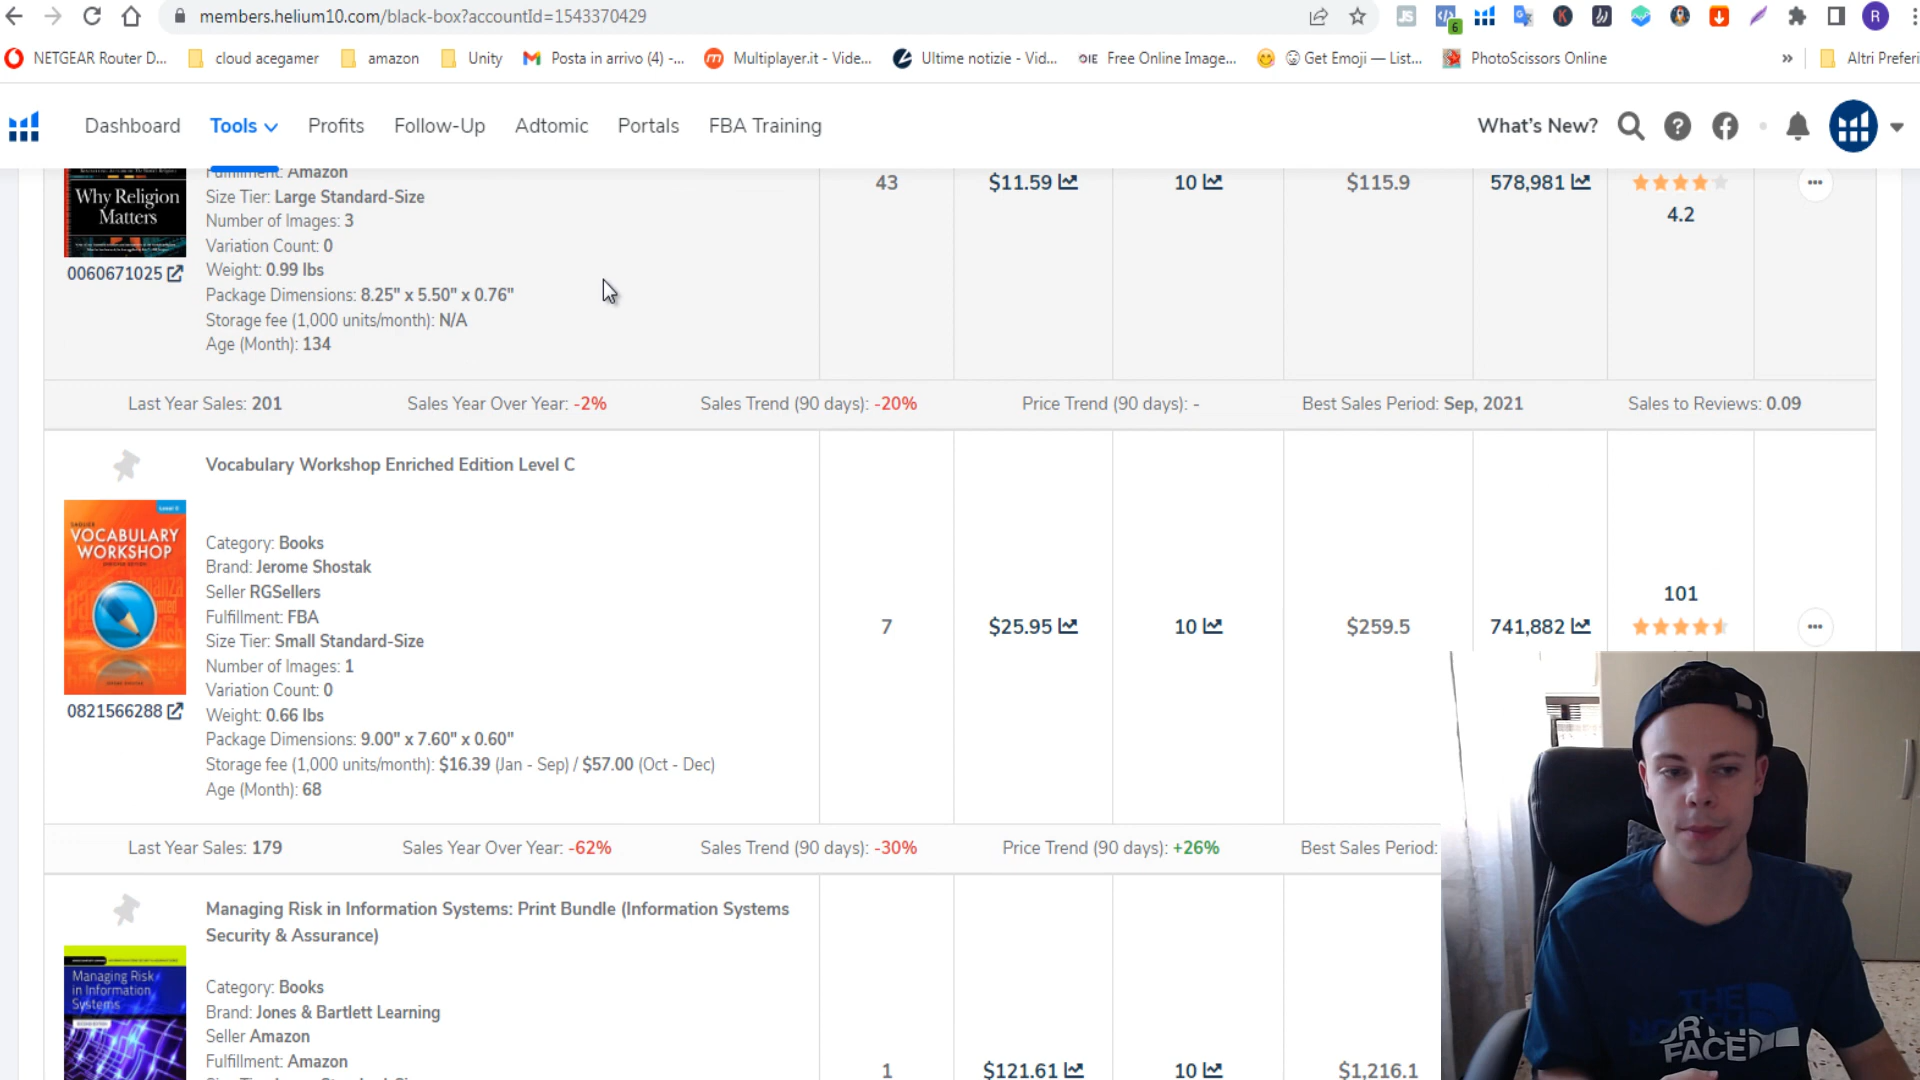 members.helium10.com/black-box?accountId=1543370429
JS
6
K
R
NETGEAR Router D...
cloud acegamer
amazon
Unity
Posta in arrivo (4) -...
Multiplayer.it - Vide...
Ultime notizie - Vid...
OIE Free Online Image...
Get Emoji — List...
PhotoScissors Online
»
Altri Preferi
Dashboard
Tools
Profits
Follow-Up
Adtomic
Portals
FBA Training
What's New?
Why Religion
Matters
0060671025
Fulfillment: Amazon
Size Tier: Large Standard-Size
Number of Images: 3
Variation Count: 0
Weight: 0.99 lbs
Package Dimensions: 8.25" x 5.50" x 0.76"
Storage fee (1,000 units/month): N/A
Age (Month): 134
43
$11.59
10
$115.9
578,981
4.2
Last Year Sales: 201
Sales Year Over Year: -2%
Sales Trend (90 days): -20%
Price Trend (90 days): -
Best Sales Period: Sep, 2021
Sales to Reviews: 0.09
Vocabulary Workshop Enriched Edition Level C
VOCABULARY
WORKSHOP
0821566288
Category: Books
Brand: Jerome Shostak
Seller RGSellers
Fulfillment: FBA
Size Tier: Small Standard-Size
Number of Images: 1
Variation Count: 0
Weight: 0.66 lbs
Package Dimensions: 9.00" x 7.60" x 0.60"
Storage fee (1,000 units/month): $16.39 (Jan - Sep) / $57.00 (Oct - Dec)
Age (Month): 68
7
$25.95
10
$259.5
741,882
101
Last Year Sales: 179
Sales Year Over Year: -62%
Sales Trend (90 days): -30%
Price Trend (90 days): +26%
Best Sales Period:
Managing Risk in Information Systems: Print Bundle (Information Systems
Security & Assurance)
Managing Risk
in Information
Systems
Category: Books
Brand: Jones & Bartlett Learning
Seller Amazon
Fulfillment: Amazon
1
$121.61
10
$1,216.1
THE
NORTH
FACE